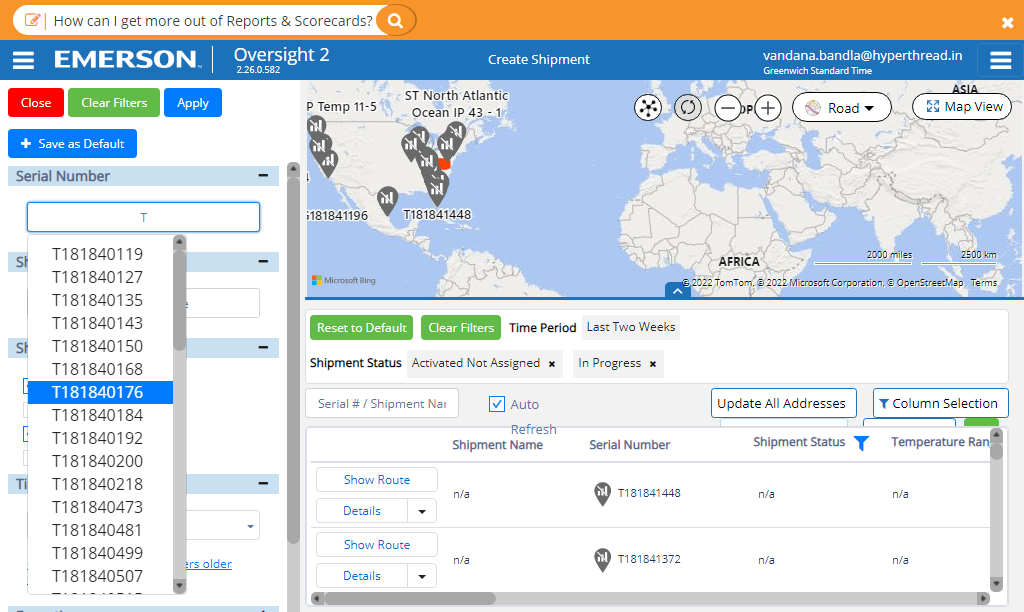 How can I get more out of Reports & Scorecards?
EMERSON
Oversight 2
2.26.0.582
Create Shipment
vandana.bandla@hyperthread.in
Greenwich Standard Time
Close
Clear Filters
Apply
Save as Default
Serial Number
T
T181840119
T181840127
T181840135
T181840143
T181840150
T181840168
T181840176
T181840184
T181840192
T181840200
T181840218
T181840473
T181840481
T181840499
T181840507
Sh
Sh
Ti
ers older
P Temp 11-5
ST North Atlantic
Ocean IP 43 - 1
ASIA
Road
Map View
181841196
T181841448
AFRICA
2000 miles
2500 km
Microsoft Bing
© 2022 TomTom, © 2022 Microsoft Corporation, © OpenStreetMap Terms
Reset to Default
Clear Filters
Time Period
Last Two Weeks
Shipment Status
Activated Not Assigned ×
In Progress ×
Serial # / Shipment Nar
Auto
Refresh
Update All Addresses
Column Selection
Shipment Name
Serial Number
Shipment Status
Temperature Ran
Show Route
Details
n/a
T181841448
n/a
n/a
Show Route
Details
n/a
T181841372
n/a
n/a